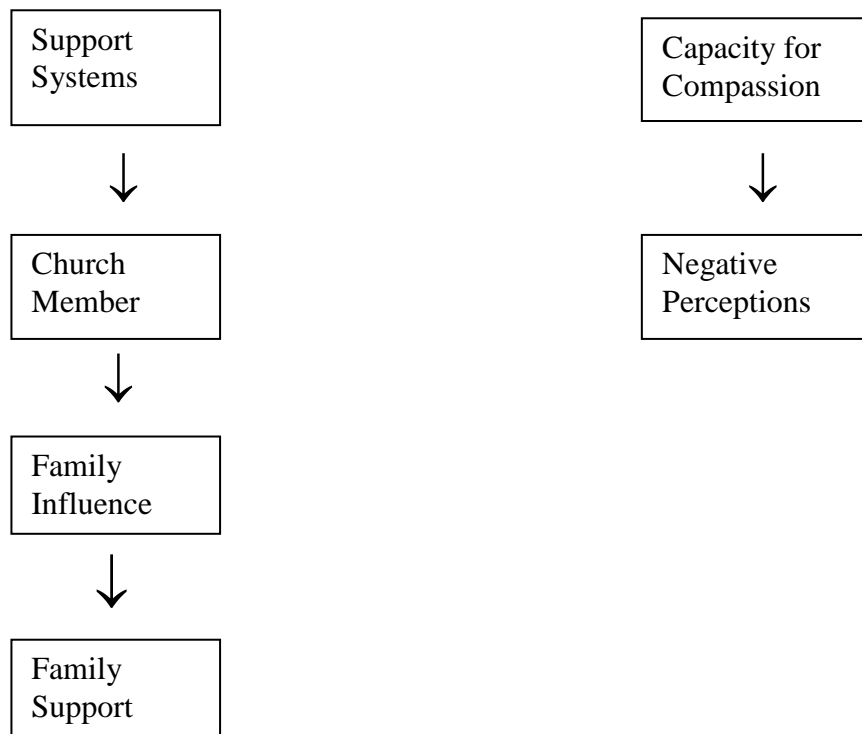 Support
Systems
Church
Member
Family
Influence
Family
Support
Capacity for
Compassion
Negative
Perceptions